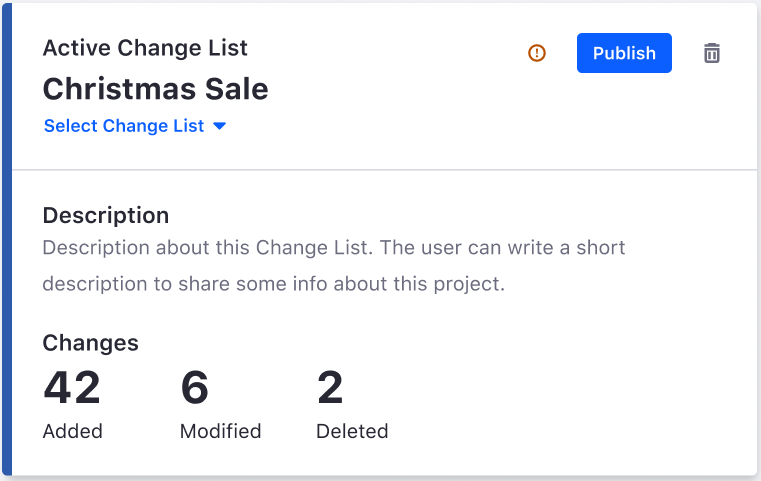 Active Change List
Publish
Christmas Sale
Select Change List
Description
Description about this Change List. The user can write a short
description to share some info about this project.
Changes
42 6 2
Added Modified Deleted